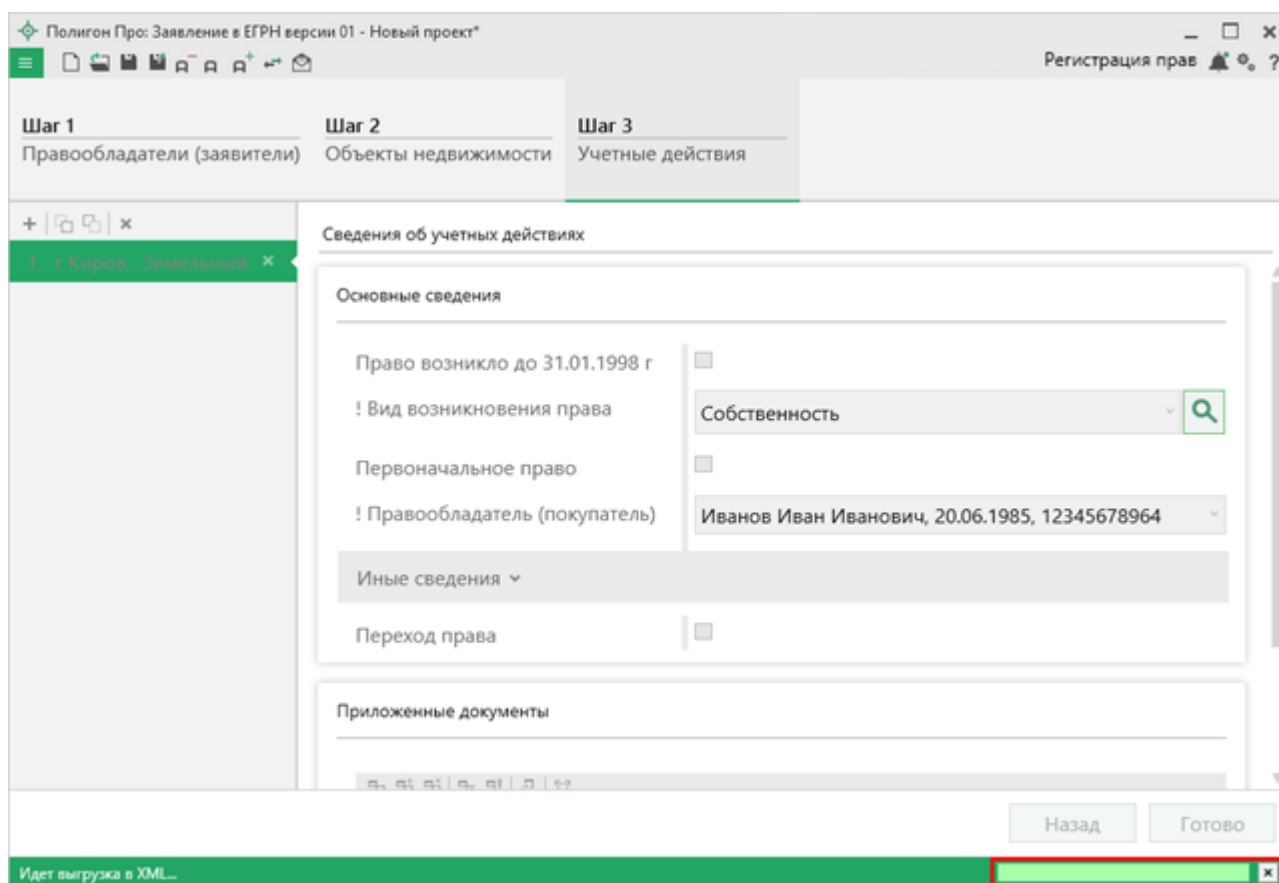 Полигон Про: Заявление в ЕГРН версии 01 - Новый проект*
Регистрация прав
Шаг 1
Правообладатели (заявители)
Шаг 2
Объекты недвижимости
Шаг 3
Учетные действия
1. г Киров, Земельный
Сведения об учетных действиях
Основные сведения
Право возникло до 31.01.1998 г
! Вид возникновения права
Собственность
Первоначальное право
! Правообладатель (покупатель)
Иванов Иван Иванович, 20.06.1985, 12345678964
Иные сведения
Переход права
Приложенные документы
Назад
Готово
Идет выгрузка в XML...